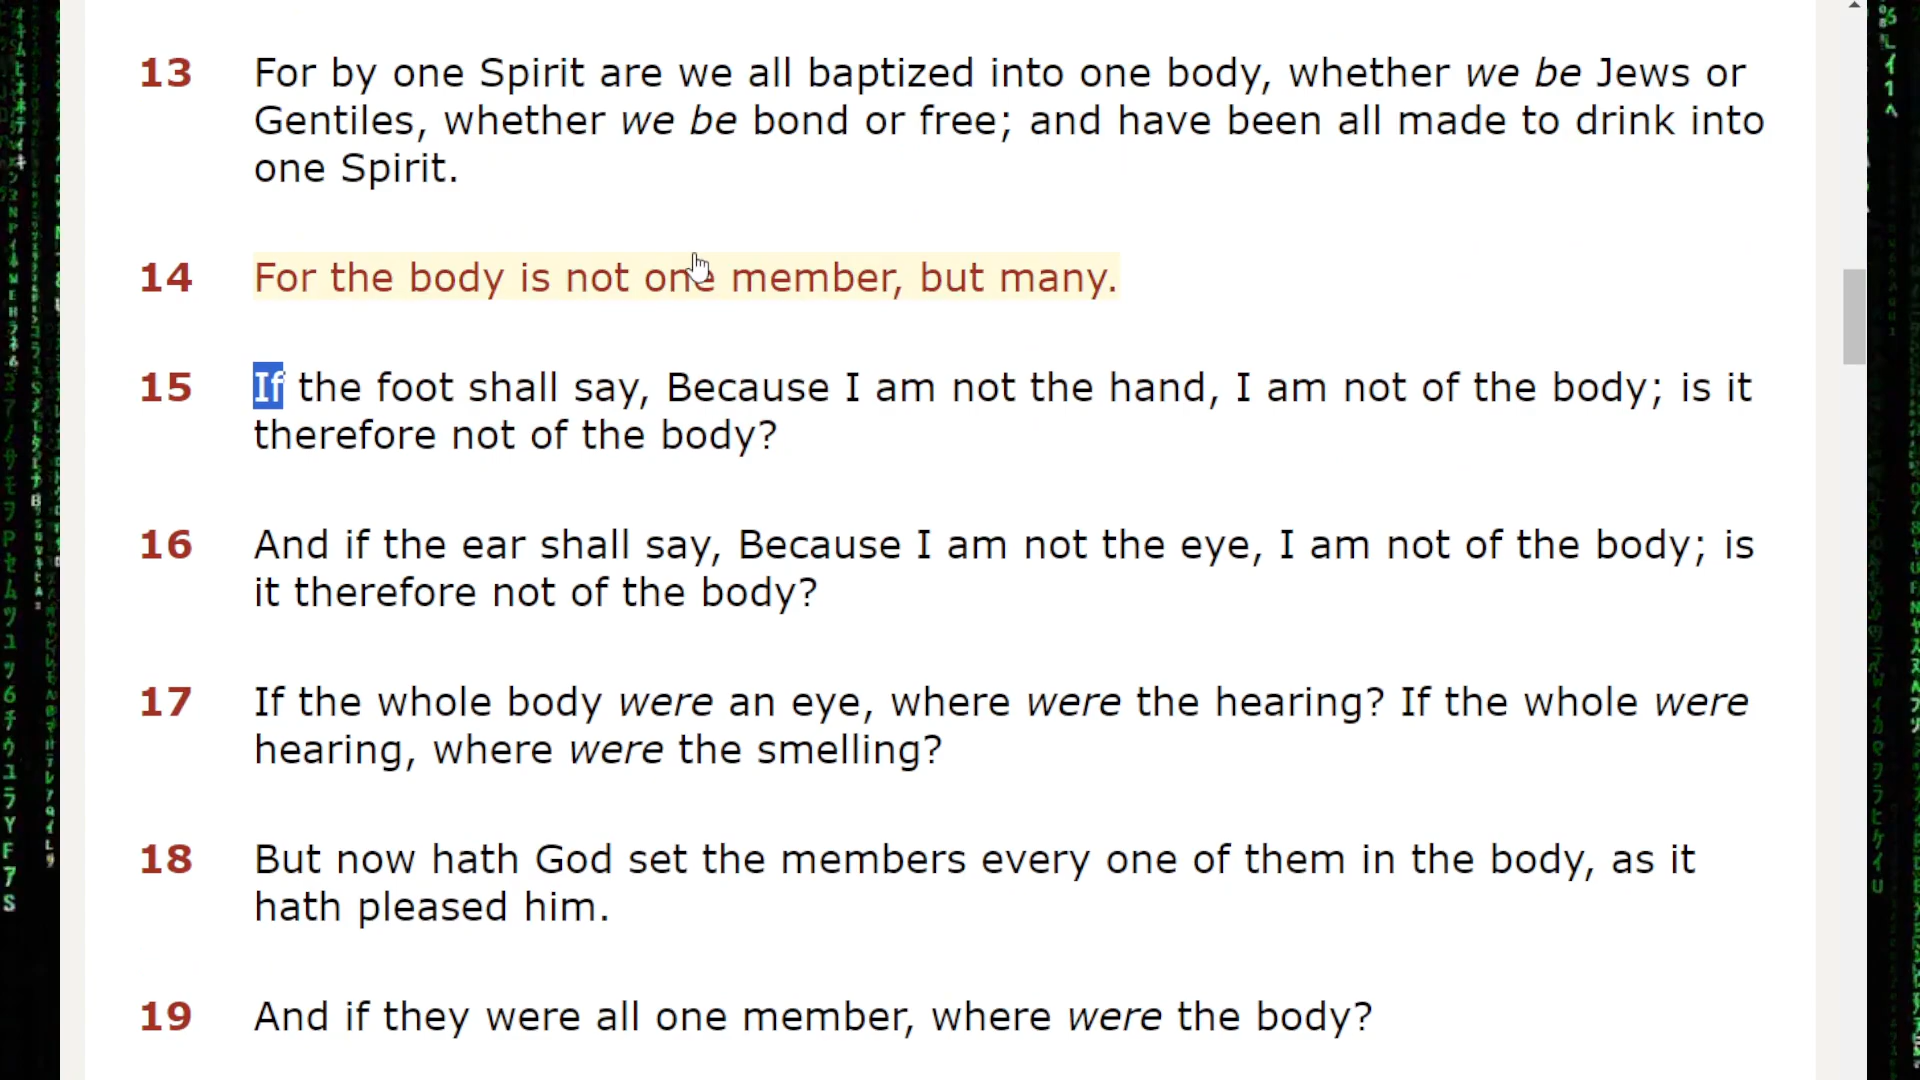 13 For by one Spirit are we all baptized into one body, whether we be Jews or
Gentiles, whether we be bond or free; and have been all made to drink into
one Spirit.
14 For the body is not one member, but many.
15 If the foot shall say, Because I am not the hand, I am not of the body; is it
therefore not of the body?
16 And if the ear shall say, Because I am not the eye, I am not of the body; is
it therefore not of the body?
17 If the whole body were an eye, where were the hearing? If the whole were
hearing, where were the smelling?
18 But now hath God set the members every one of them in the body, as it
hath pleased him.
19 And if they were all one member, where were the body?